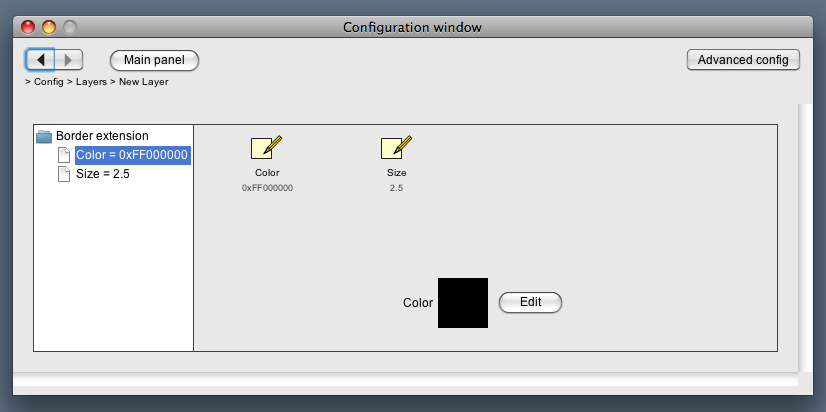 Configuration window
Main panel
Advanced config
> Config > Layers > New Layer
Border extension
Color = 0xFF000000
Size = 2.5
Color
0xFF000000
Size
2.5
Color
Edit